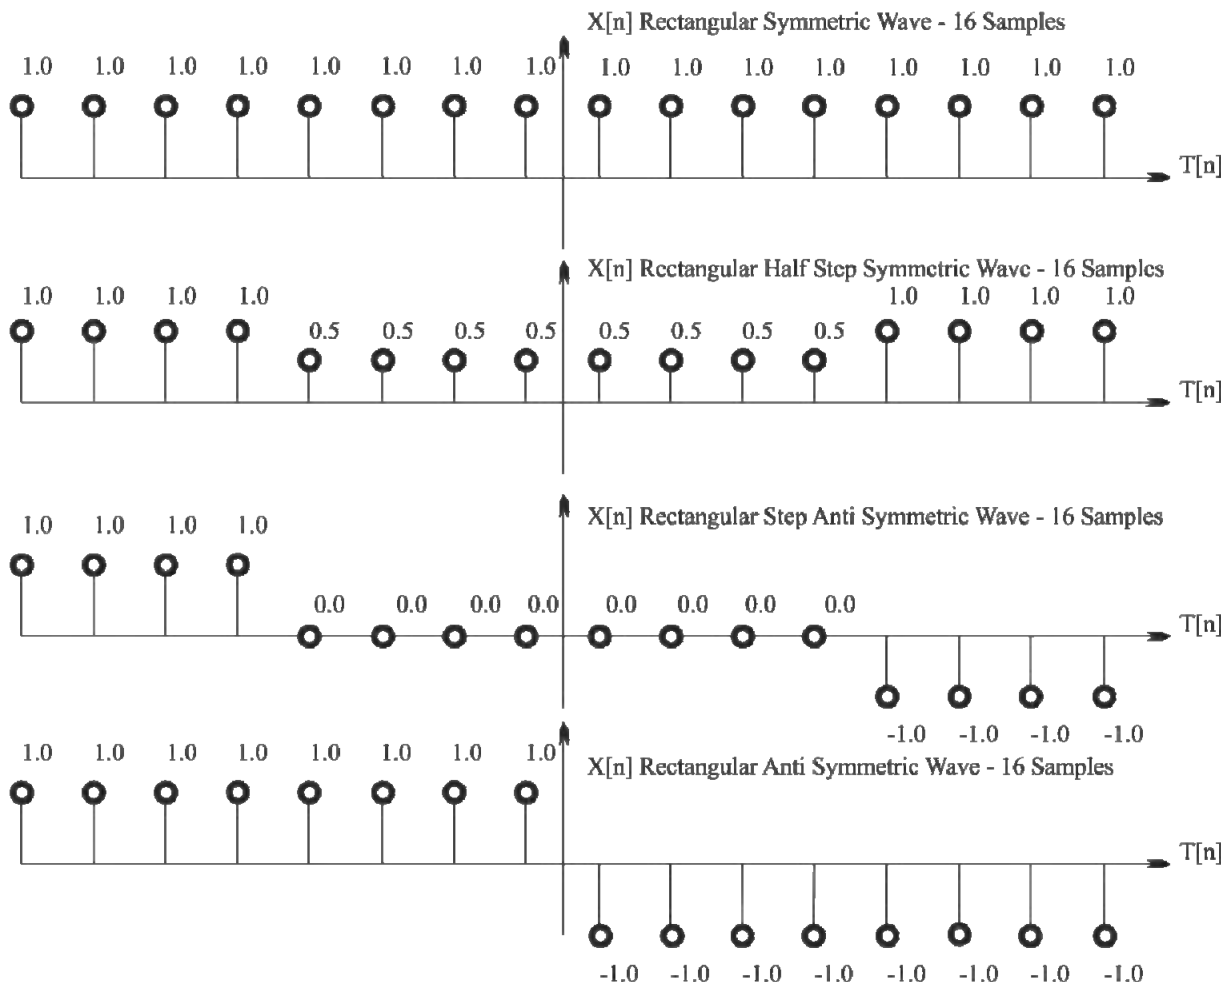 X[n] Rectangular Symmetric Wave - 16 Samples
1.0 1.0 1.0 1.0 1.0 1.0 1.0 1.0 1.0 1.0 1.0 1.0 1.0 1.0 1.0 1.0
T[n]
X[n] Rectangular Half Step Symmetric Wave - 16 Samples
1.0 1.0 1.0 1.0 1.0 1.0 1.0 1.0
0.5 0.5 0.5 0.5 0.5 0.5 0.5 0.5
T[n]
X[n] Rectangular Step Anti Symmetric Wave - 16 Samples
1.0 1.0 1.0 1.0
0.0 0.0 0.0 0.0 0.0 0.0 0.0 0.0
T[n]
-1.0 -1.0 -1.0 -1.0
1.0 1.0 1.0 1.0 1.0 1.0 1.0 1.0
X[n] Rectangular Anti Symmetric Wave - 16 Samples
T[n]
-1.0 -1.0 -1.0 -1.0 -1.0 -1.0 -1.0 -1.0